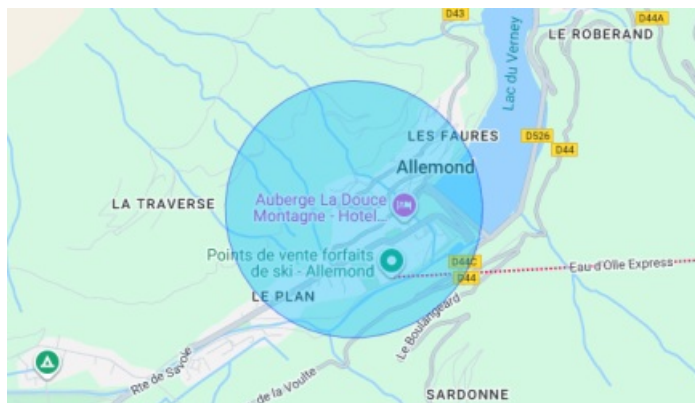 D43
D44A
LE ROBERAND
Lac du Verney
LES FAURES
D526
D44
Allemond
LA TRAVERSE
Auberge La Douce
Montagne - Hotel...
Points de vente forfaits
de ski - Allemond
D44C
D44
Eau d'Olle Express
LE PLAN
Le Boulangeard
Rte de Savoie
de la Voulte
SARDONNE